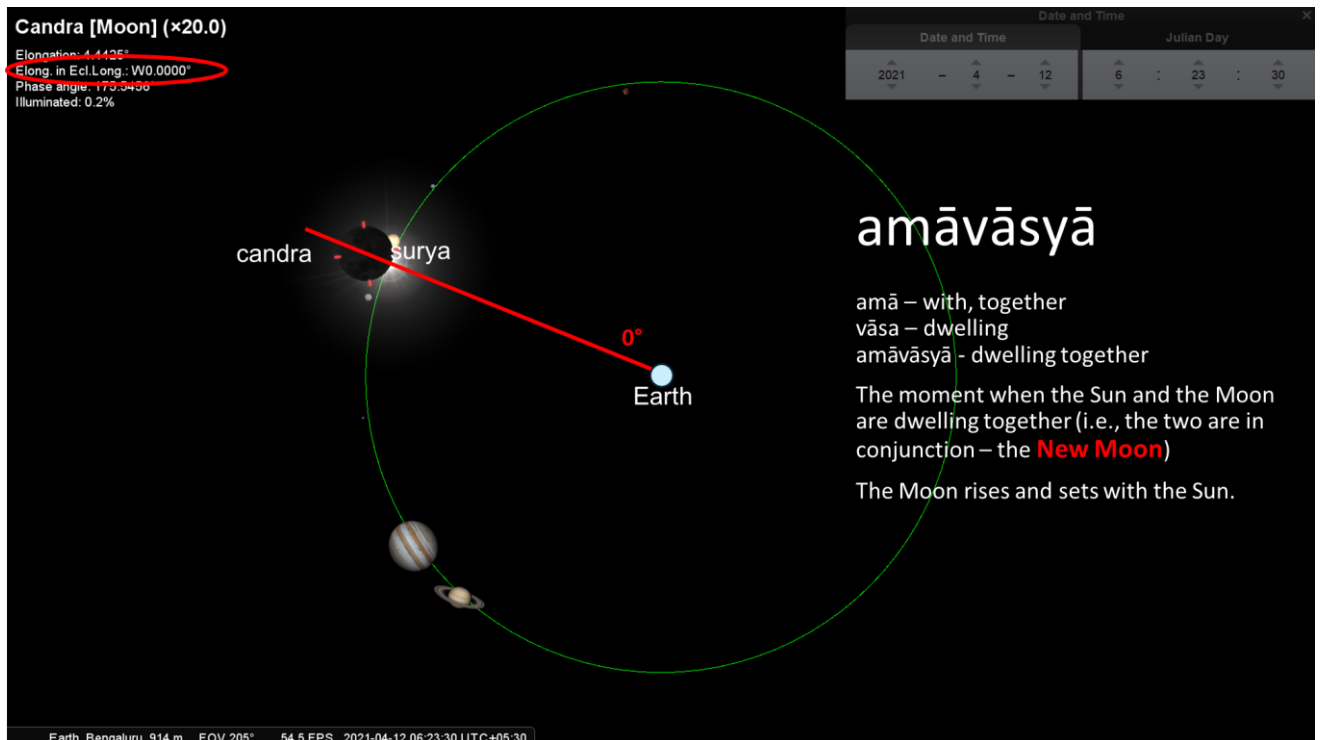 Candra [Moon] (×20.0)
Elongation: 4.4425°
Elong. in Ecl.Long.: W0.0000°
Phase angle: 175.5456°
Illuminated: 0.2%
Date and Time ×
Date and Time Julian Day
2021 – 4 – 12 6 : 23 : 30
candra
surya
0°
Earth
amāvāsyā
amā – with, together
vāsa – dwelling
amāvāsyā - dwelling together
The moment when the Sun and the Moon
are dwelling together (i.e., the two are in
conjunction – the New Moon)
The Moon rises and sets with the Sun.
Earth, Bengaluru, 914 m FOV 205° 54.5 FPS 2021-04-12 06:23:30 UTC+05:30